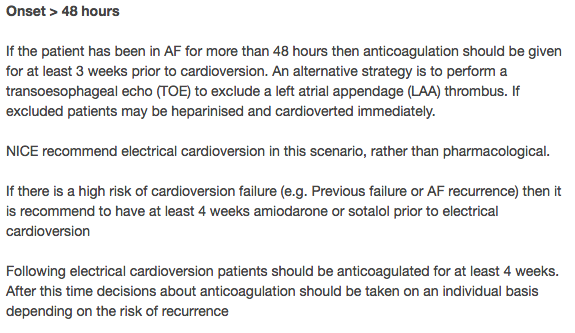 Onset > 48 hours
If the patient has been in AF for more than 48 hours then anticoagulation should be given
for at least 3 weeks prior to cardioversion. An alternative strategy is to perform a
transoesophageal echo (TOE) to exclude a left atrial appendage (LAA) thrombus. If
excluded patients may be heparinised and cardioverted immediately.
NICE recommend electrical cardioversion in this scenario, rather than pharmacological.
If there is a high risk of cardioversion failure (e.g. Previous failure or AF recurrence) then it
is recommend to have at least 4 weeks amiodarone or sotalol prior to electrical
cardioversion
Following electrical cardioversion patients should be anticoagulated for at least 4 weeks.
After this time decisions about anticoagulation should be taken on an individual basis
depending on the risk of recurrence